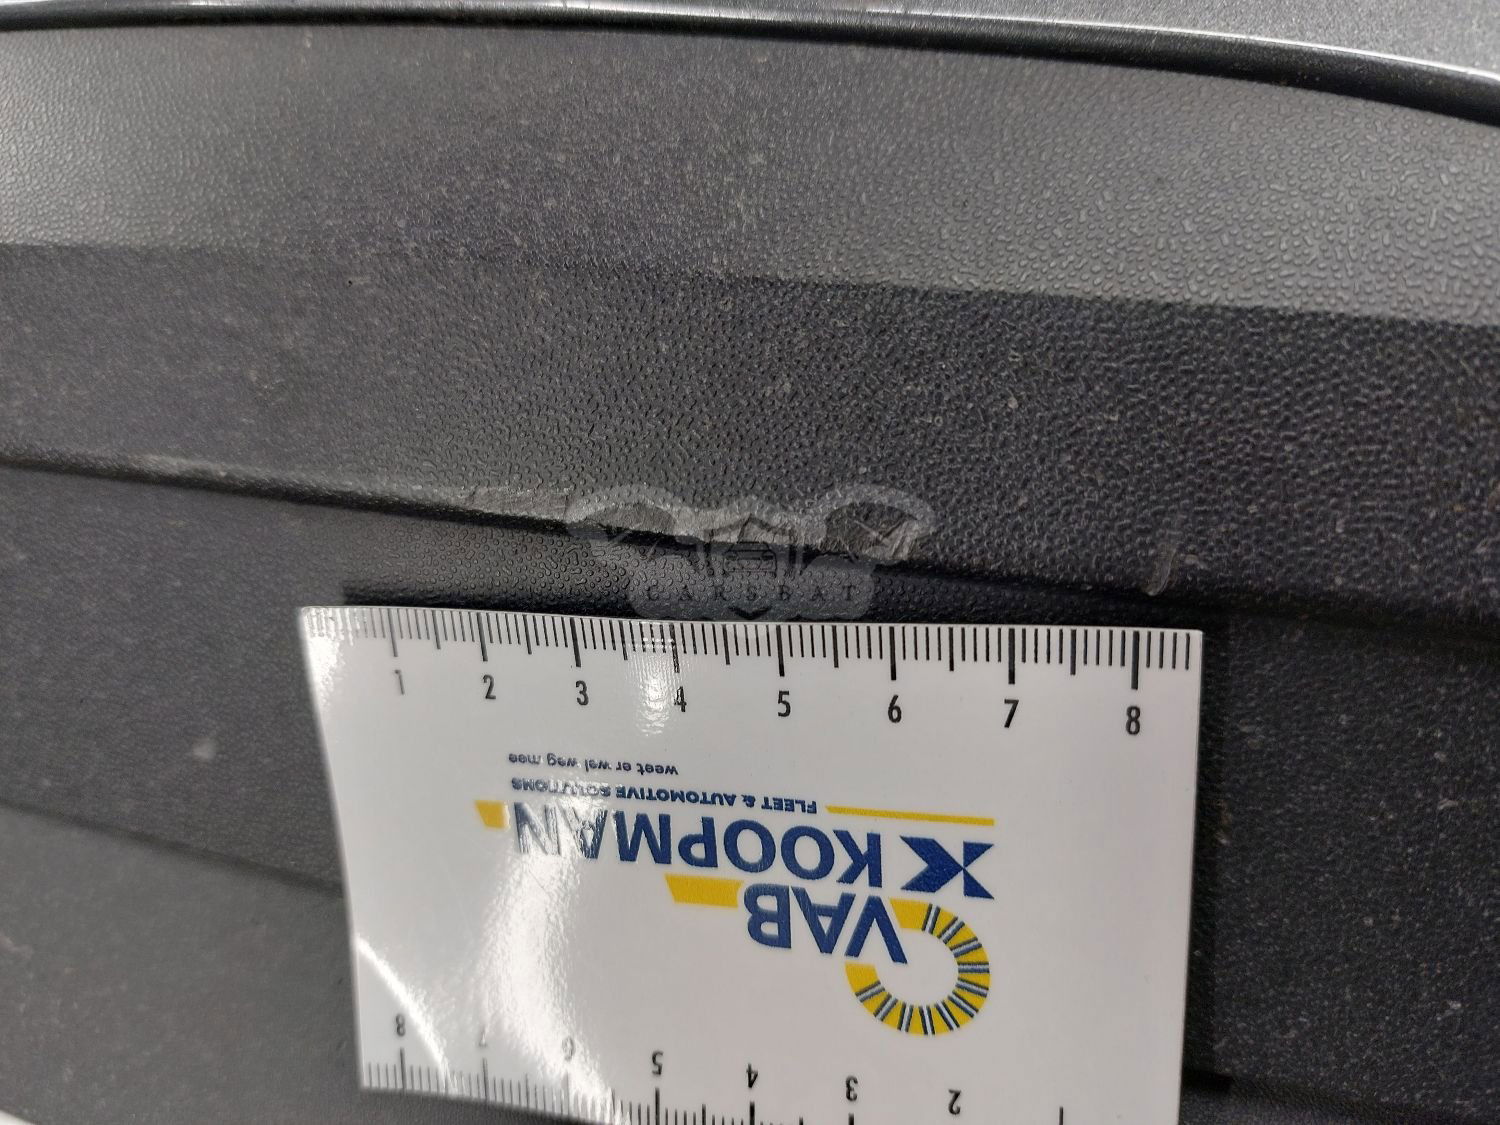 CARSBAT
1 2 3 4 5 6 7 8
weet er wel weg mee
FLEET & AUTOMOTIVE SOLUTIONS
KOOPMAN
VAB
8 7 6 5 4 3 2 1